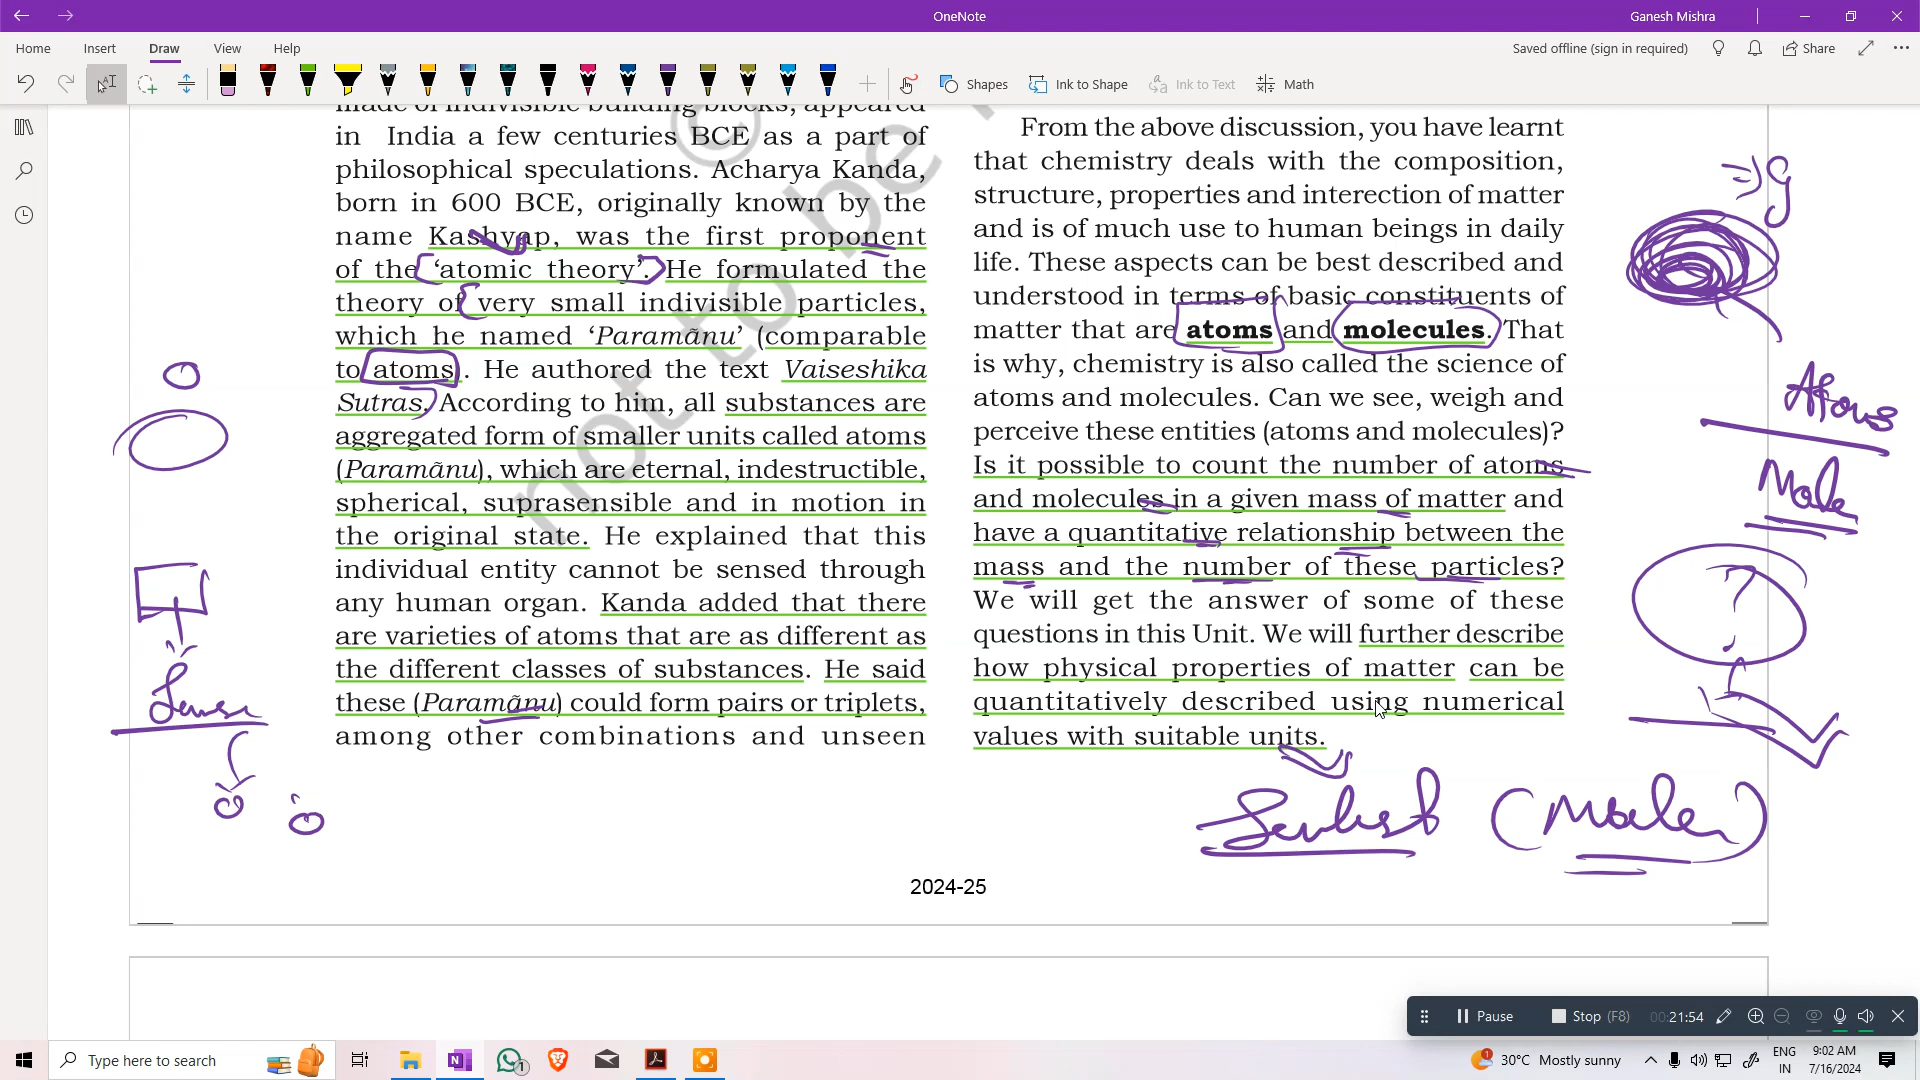 OneNote
Ganesh Mishra
Home Insert Draw View Help
Saved offline (sign in required)
Share
Shapes
Ink to Shape
Ink to Text
Math
made of indivisible building blocks, appeared
in India a few centuries BCE as a part of
philosophical speculations. Acharya Kanda,
born in 600 BCE, originally known by the
name Kashyap, was the first proponent
of the ‘atomic theory’. He formulated the
theory of very small indivisible particles,
which he named ‘Paramãnu’ (comparable
to atoms). He authored the text Vaiseshika
Sutras. According to him, all substances are
aggregated form of smaller units called atoms
(Paramãnu), which are eternal, indestructible,
spherical, suprasensible and in motion in
the original state. He explained that this
individual entity cannot be sensed through
any human organ. Kanda added that there
are varieties of atoms that are as different as
the different classes of substances. He said
these (Paramãnu) could form pairs or triplets,
among other combinations and unseen
From the above discussion, you have learnt
that chemistry deals with the composition,
structure, properties and interection of matter
and is of much use to human beings in daily
life. These aspects can be best described and
understood in terms of basic constituents of
matter that are atoms and molecules. That
is why, chemistry is also called the science of
atoms and molecules. Can we see, weigh and
perceive these entities (atoms and molecules)?
Is it possible to count the number of atoms
and molecules in a given mass of matter and
have a quantitative relationship between the
mass and the number of these particles?
We will get the answer of some of these
questions in this Unit. We will further describe
how physical properties of matter can be
quantitatively described using numerical
values with suitable units.
© not to be
Atoms
Mole
?
(Mole)
2024-25
Pause
Stop (F8)
00:21:54
Type here to search
1
30°C Mostly sunny
ENG
IN
9:02 AM
7/16/2024